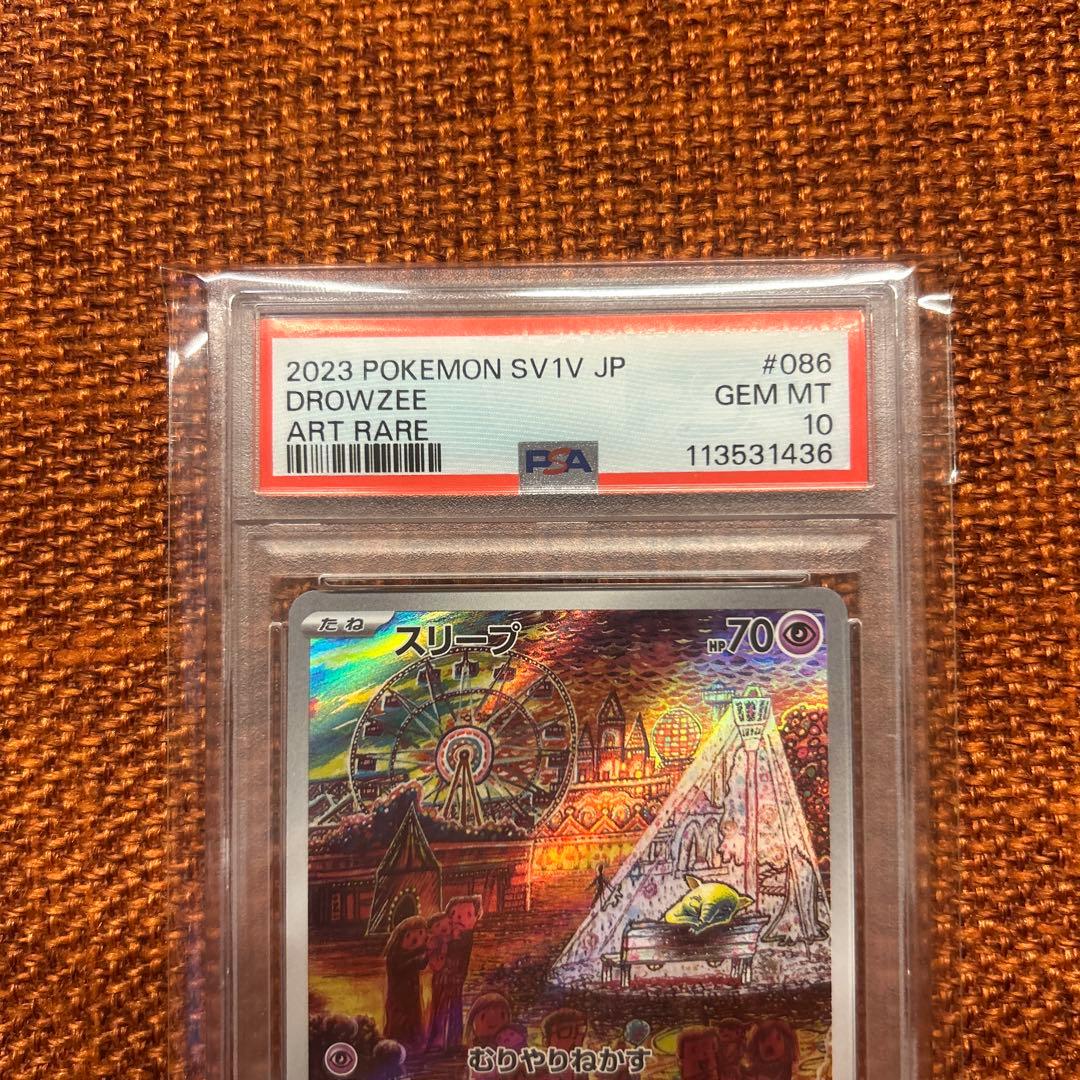 2023 POKEMON SV1V JP #086
DROWZEE GEM MT
ART RARE 10
PSA 113531436
たね スリープ HP70
むりやりねかす